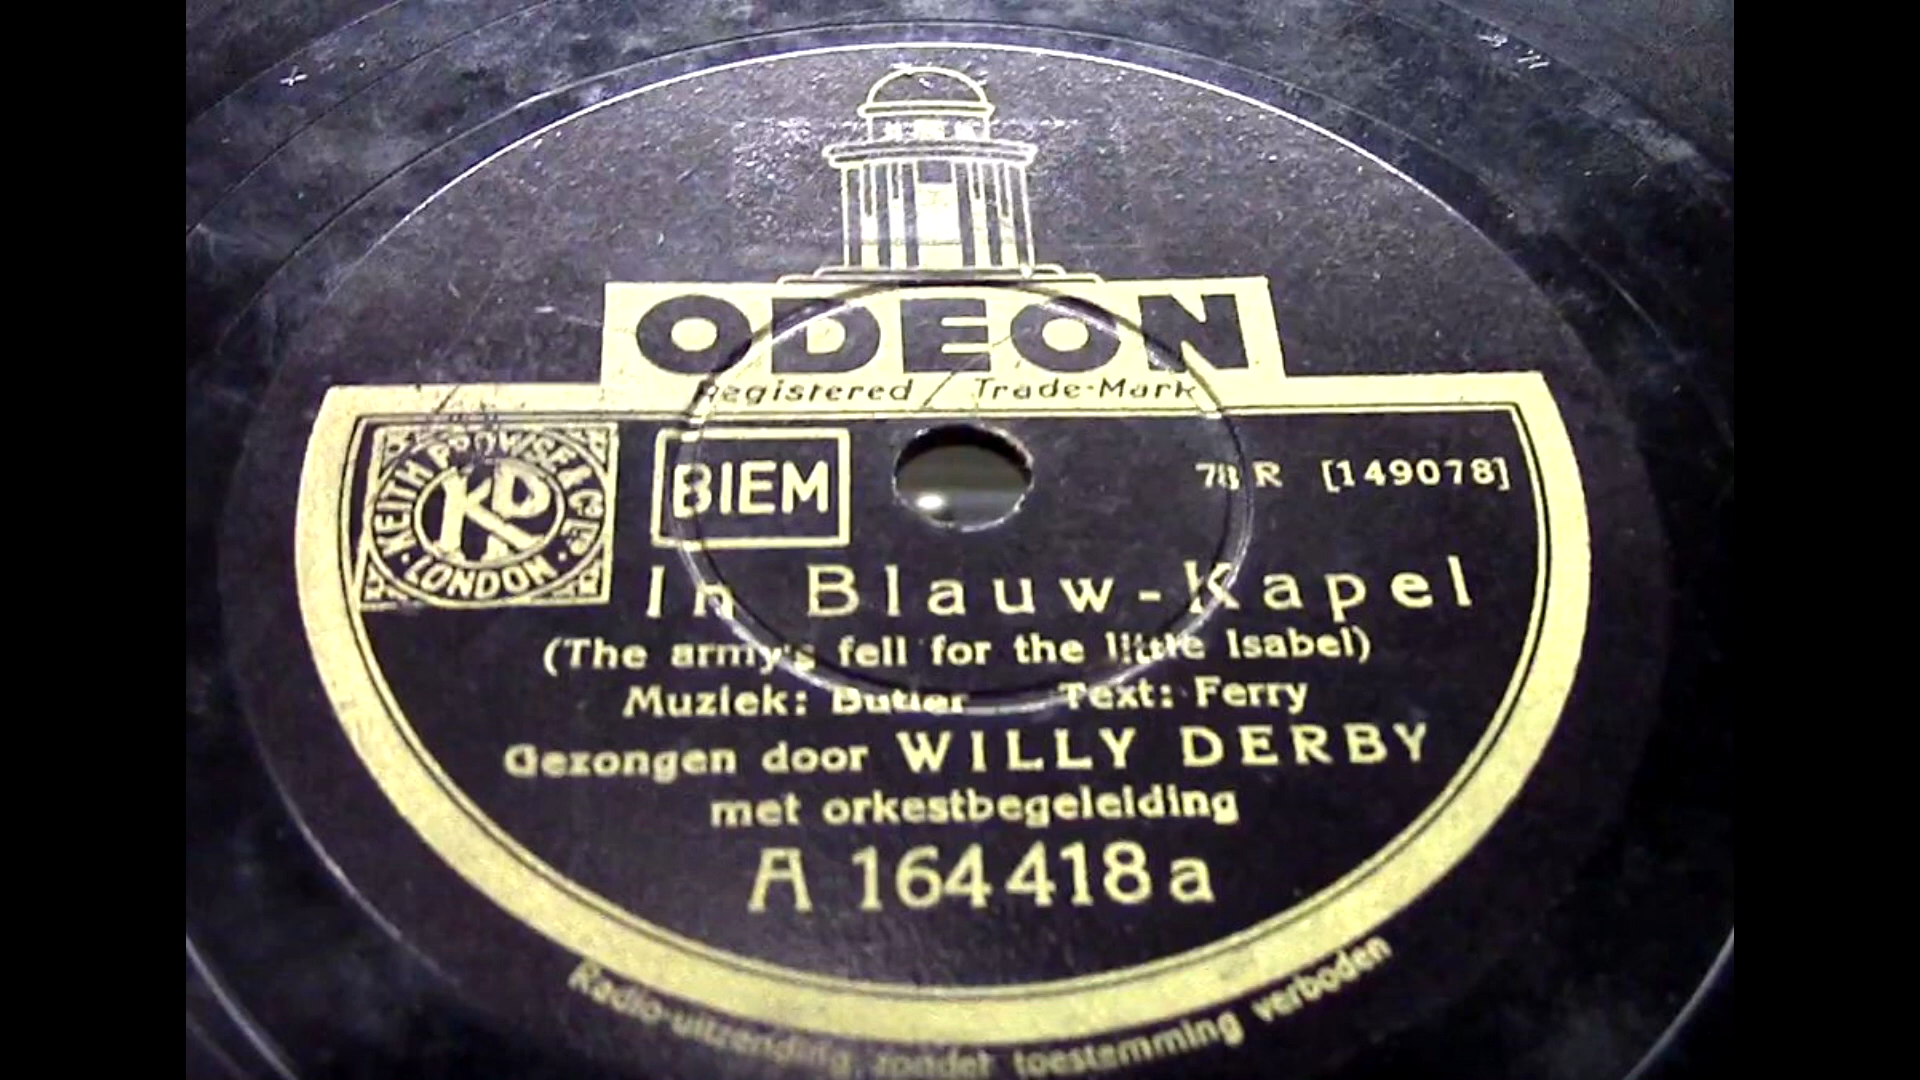 ODEON
Registered Trade-Mark
KEITH PROWSE & Co LTD
KP
· LONDON ·
BIEM
78 R [149078]
In Blauw-Kapel
(The army's fell for the little Isabel)
Muziek: Butler Text: Ferry
Gezongen door WILLY DERBY
met orkestbegeleiding
A 164418a
Radio-uitzending zonder toestemming verboden